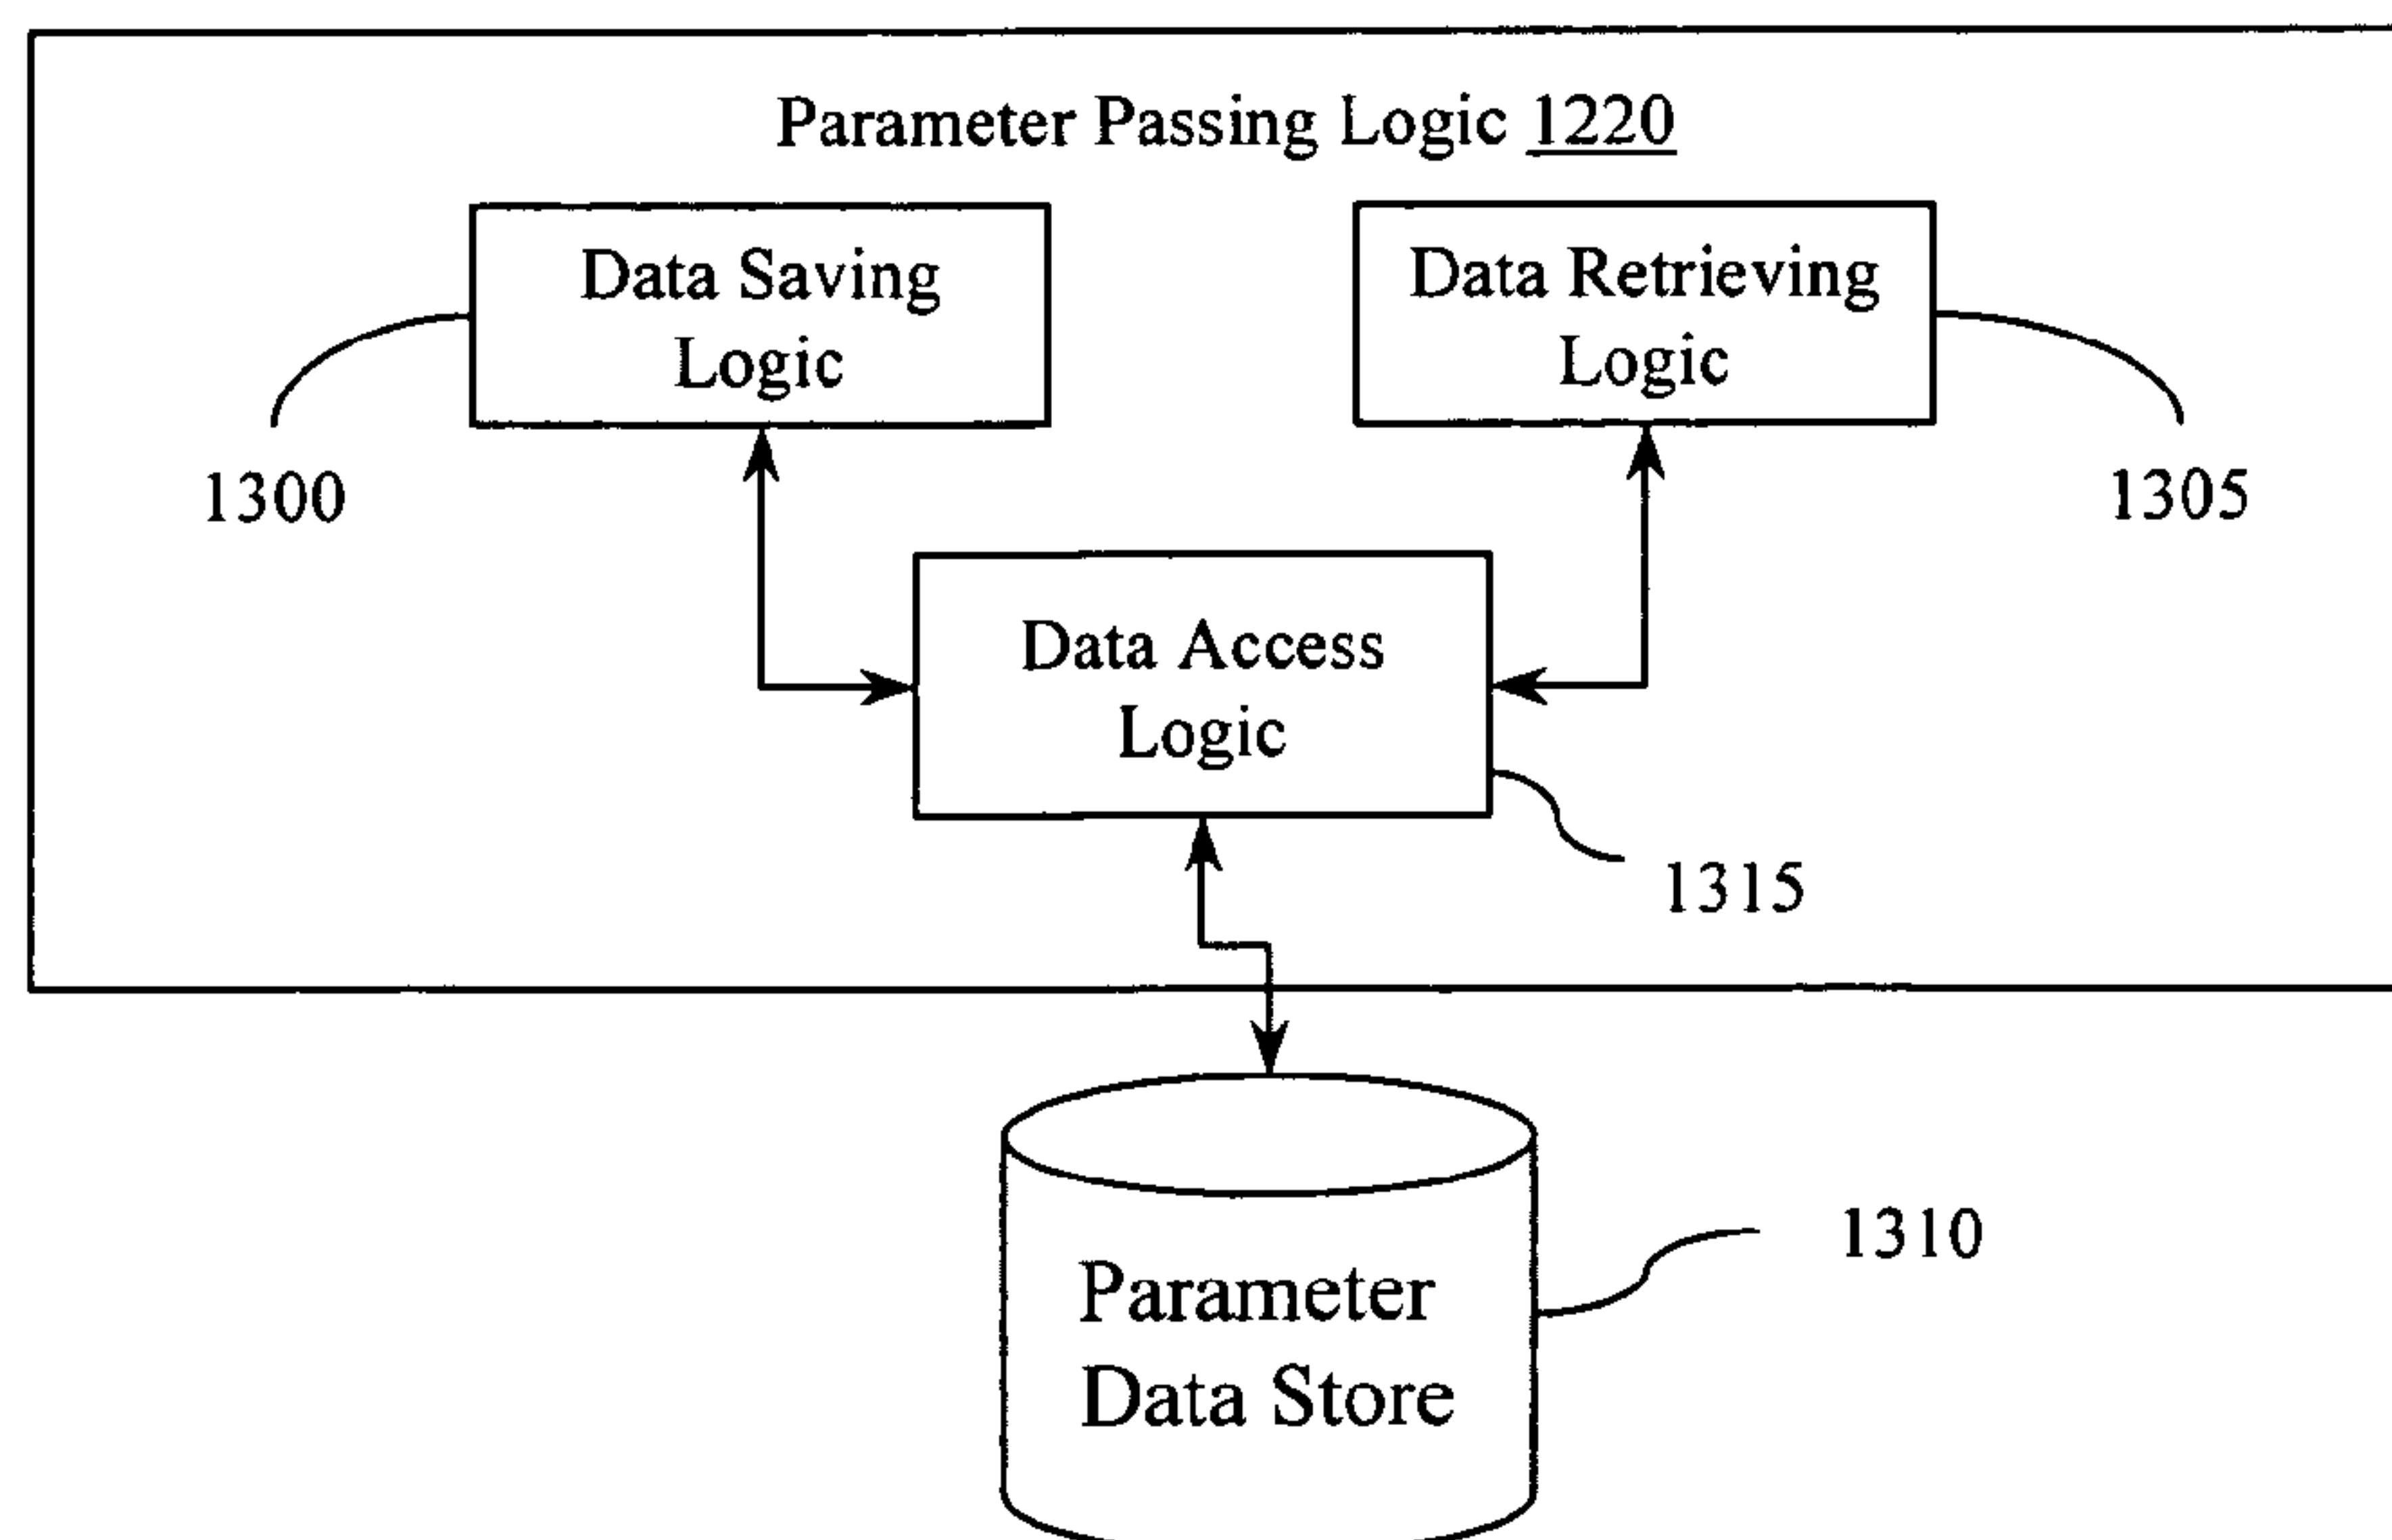 Parameter Passing Logic 1220
Data Saving
Logic
Data Retrieving
Logic
1300
1305
Data Access
Logic
1315
1310
Parameter
Data Store